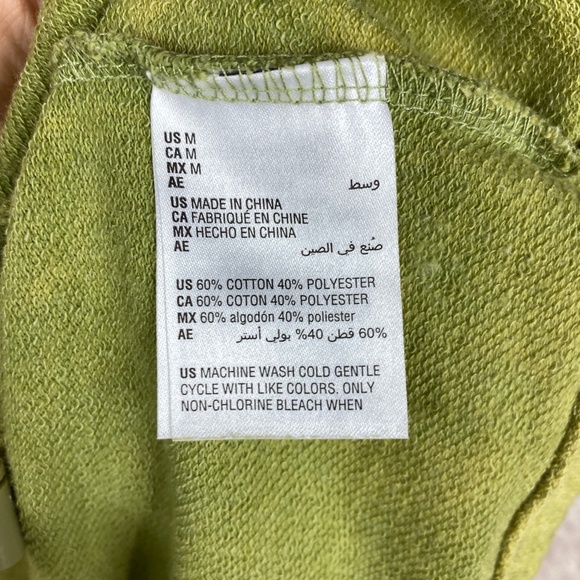 US M
CA M
MX M
AE وسط
US MADE IN CHINA
CA FABRIQUÉ EN CHINE
MX HECHO EN CHINA
AE صُنع في الصين
US 60% COTTON 40% POLYESTER
CA 60% COTON 40% POLYESTER
MX 60% algodón 40% poliester
AE 60% قطن 40% بولي أستر
US MACHINE WASH COLD GENTLE
CYCLE WITH LIKE COLORS, ONLY
NON-CHLORINE BLEACH WHEN